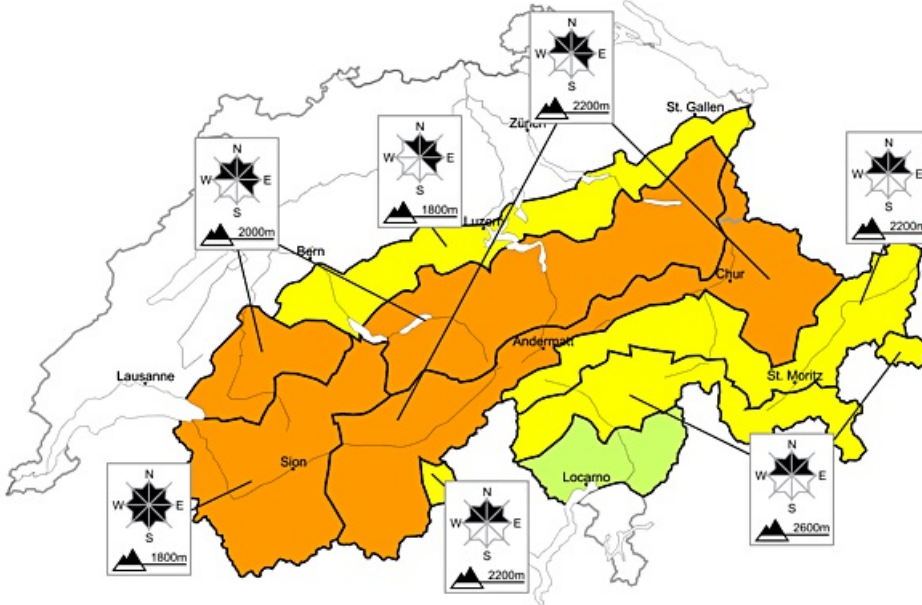 N
W E
S
2200m
St. Gallen
Zürich
N
W E
S
1800m
N
W E
S
2000m
N
W E
S
2200m
Luzern
Bern
Chur
Andermatt
Lausanne
St. Moritz
Sion
Locarno
N
W E
S
1800m
N
W E
S
2200m
N
W E
S
2600m